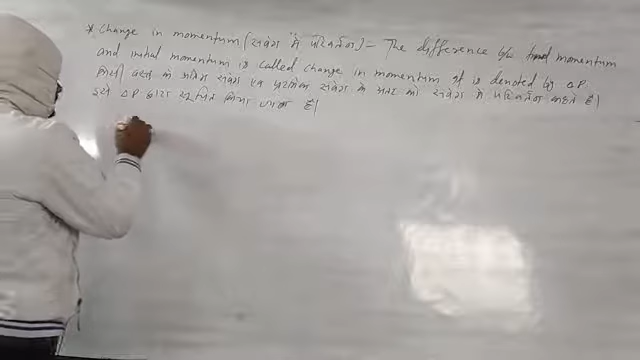 * Change in momentum (संवेग में परिवर्तन) = The difference b/w final momentum
and initial momentum is called change in momentum It is denoted by ΔP.
किसी वस्तु के अंतिम संवेग एवं प्रारंभिक संवेग के अंतर को संवेग में परिवर्तन कहते हैं।
इसे ΔP द्वारा सूचित किया जाता है।